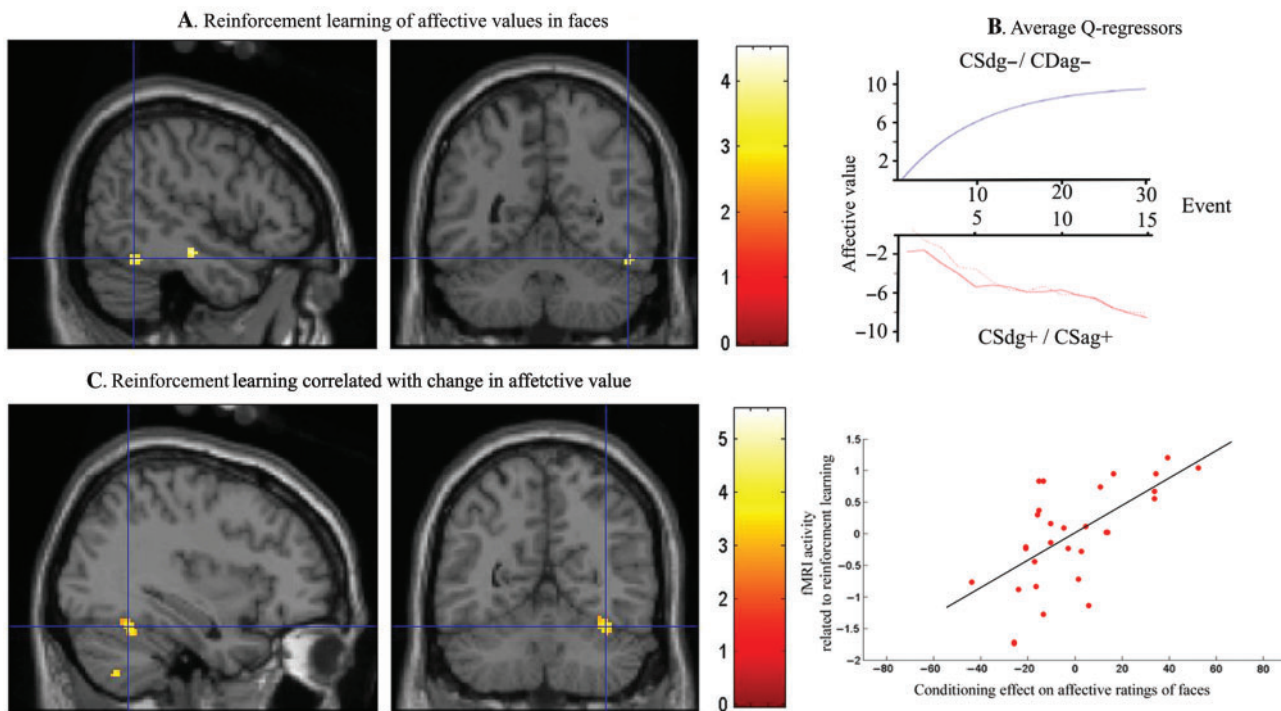 A. Reinforcement learning of affective values in faces
B. Average Q-regressors
4
3
2
1
0
CSdg−/ CDag−
Affective value
10
6
2
10 20 30
5 10 15
Event
−2
−6
−10
CSdg+ / CSag+
C. Reinforcement learning correlated with change in affetctive value
5
4
3
2
1
0
fMRI activity
related to reinforcment learning
1.5
1
0.5
0
−0.5
−1
−1.5
−2
−80 −60 −40 −20 0 20 40 60 80
Conditioning effect on affective ratings of faces